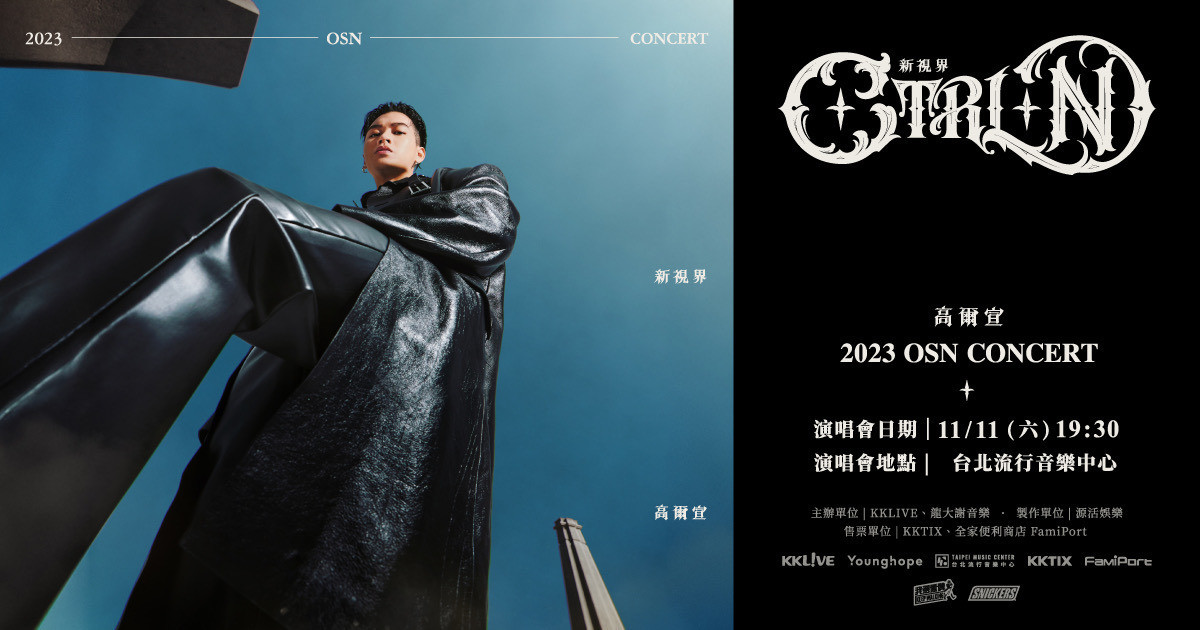 2023 OSN CONCERT
新視界
高爾宣
新視界
CTRL+N
高爾宣
2023 OSN CONCERT
演唱會日期 | 11/11 (六) 19:30
演唱會地點 | 台北流行音樂中心
主辦單位 | KKLIVE、龍大謝音樂 · 製作單位 | 源活娛樂
售票單位 | KKTIX、全家便利商店 FamiPort
KKL!VE Younghope TAIPEI MUSIC CENTER 台北流行音樂中心 KKTIX FamiPort
SNICKERS